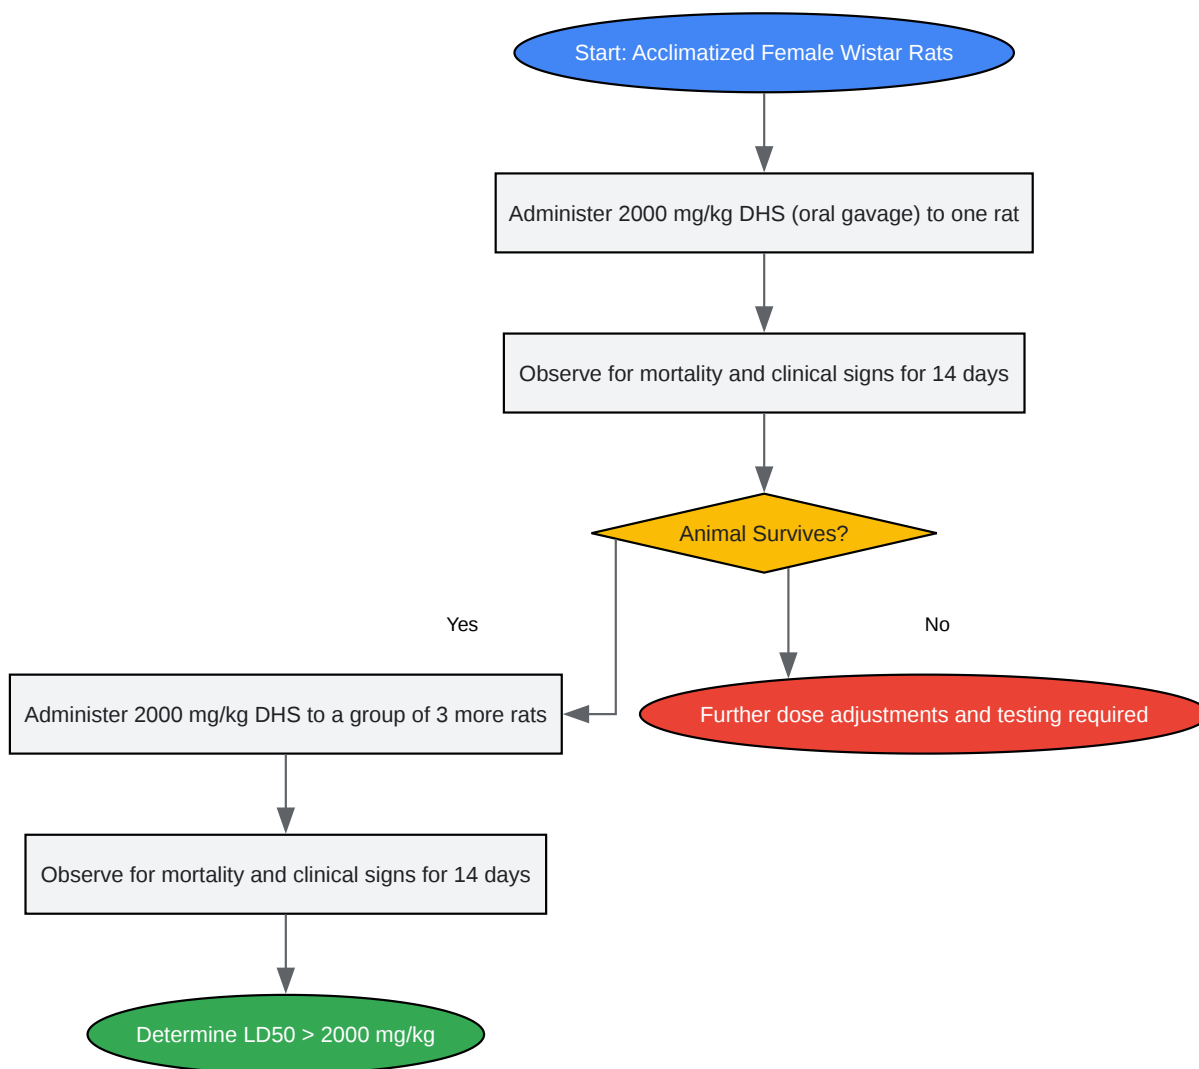 Start: Acclimatized Female Wistar Rats
Administer 2000 mg/kg DHS (oral gavage) to one rat
Observe for mortality and clinical signs for 14 days
Animal Survives?
Yes
No
Administer 2000 mg/kg DHS to a group of 3 more rats
Further dose adjustments and testing required
Observe for mortality and clinical signs for 14 days
Determine LD50 > 2000 mg/kg